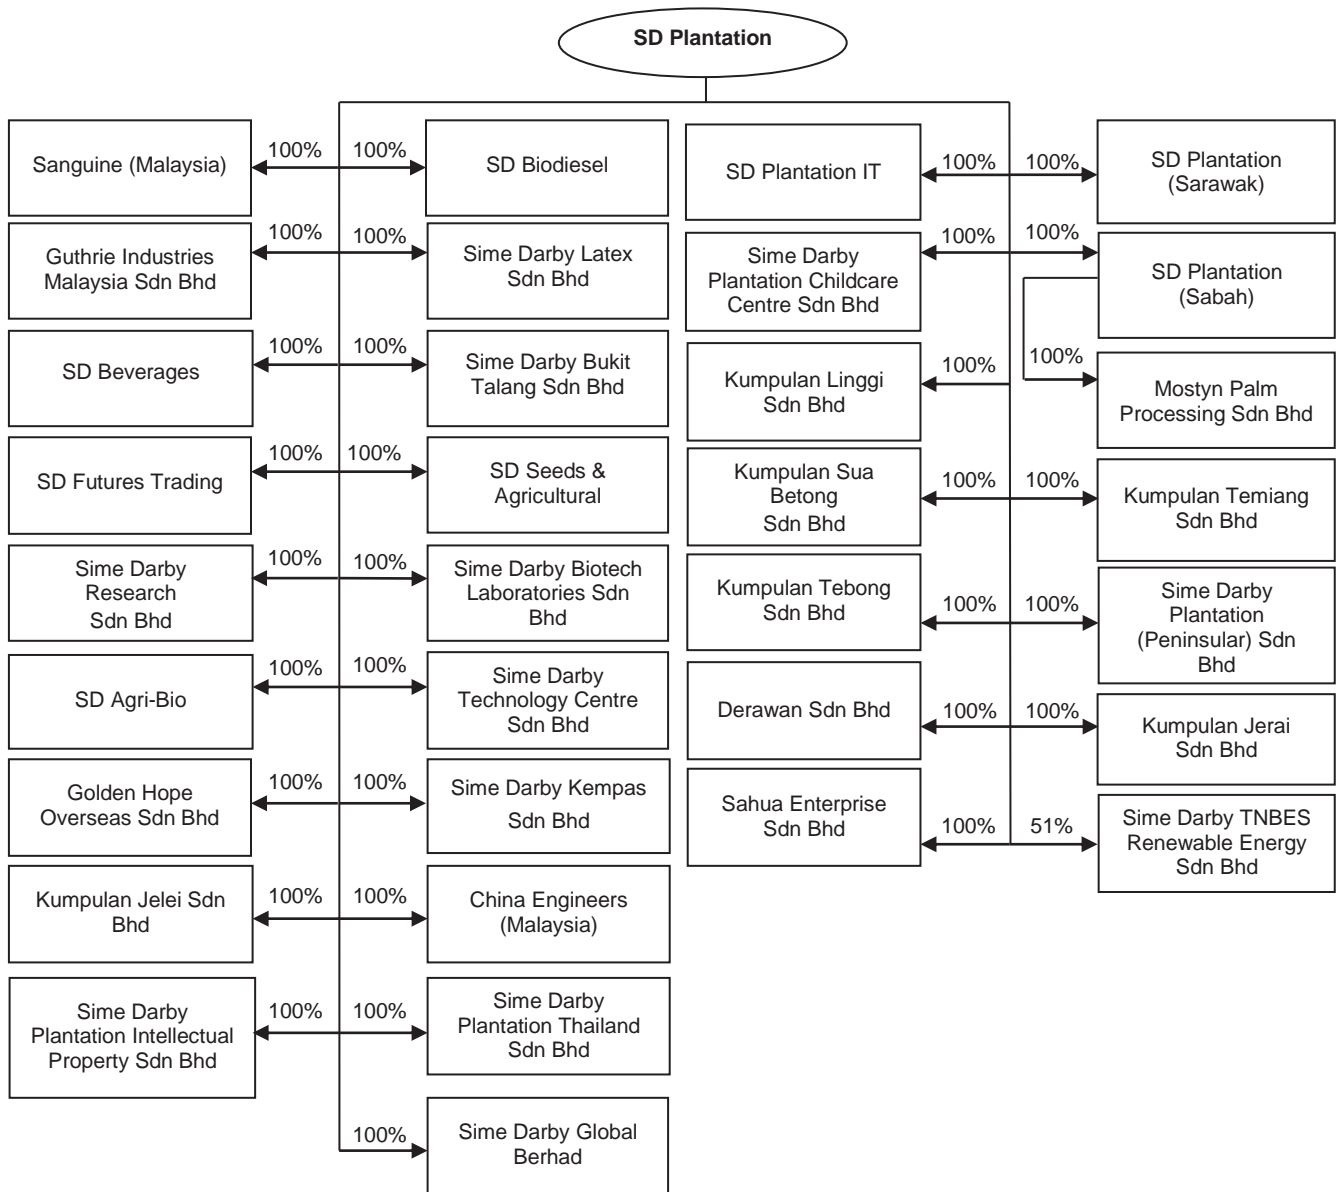 SD Plantation
Sanguine (Malaysia)
100%
100%
SD Biodiesel
Guthrie Industries
Malaysia Sdn Bhd
100%
100%
Sime Darby Latex
Sdn Bhd
SD Beverages
100%
100%
Sime Darby Bukit
Talang Sdn Bhd
SD Futures Trading
100%
100%
SD Seeds &
Agricultural
Sime Darby
Research
Sdn Bhd
100%
100%
Sime Darby Biotech
Laboratories Sdn
Bhd
SD Agri-Bio
100%
100%
Sime Darby
Technology Centre
Sdn Bhd
Golden Hope
Overseas Sdn Bhd
100%
100%
Sime Darby Kempas
Sdn Bhd
Kumpulan Jelei Sdn
Bhd
100%
100%
China Engineers
(Malaysia)
Sime Darby
Plantation Intellectual
Property Sdn Bhd
100%
100%
Sime Darby
Plantation Thailand
Sdn Bhd
100%
Sime Darby Global
Berhad
SD Plantation IT
100%
100%
SD Plantation
(Sarawak)
Sime Darby
Plantation Childcare
Centre Sdn Bhd
100%
100%
SD Plantation
(Sabah)
Kumpulan Linggi
Sdn Bhd
100%
100%
Mostyn Palm
Processing Sdn Bhd
Kumpulan Sua
Betong
Sdn Bhd
100%
100%
Kumpulan Temiang
Sdn Bhd
Kumpulan Tebong
Sdn Bhd
100%
100%
Sime Darby
Plantation
(Peninsular) Sdn
Bhd
Derawan Sdn Bhd
100%
100%
Kumpulan Jerai
Sdn Bhd
Sahua Enterprise
Sdn Bhd
100%
51%
Sime Darby TNBES
Renewable Energy
Sdn Bhd